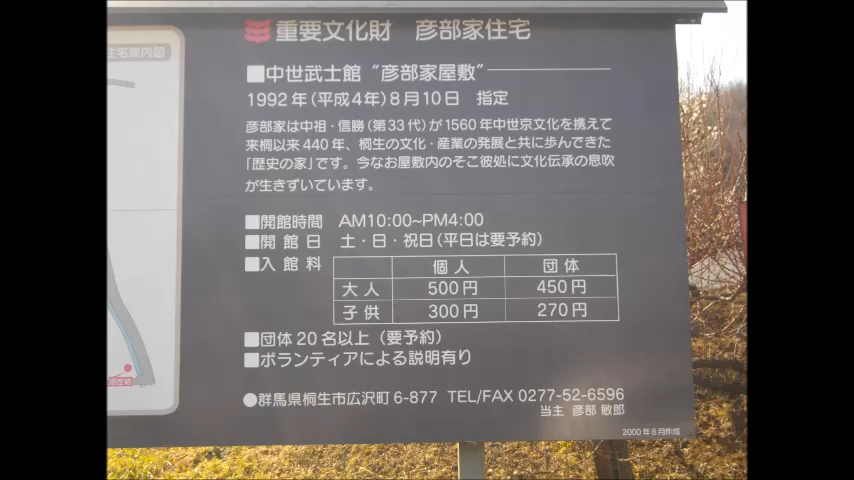 住宅案内図
重要文化財 彦部家住宅
■中世武士館 "彦部家屋敷"
1992年(平成4年)8月10日 指定
彦部家は中祖・信勝(第33代)が1560年中世京文化を携えて
来桐以来440年、桐生の文化・産業の発展と共に歩んできた
「歴史の家」です。今なお屋敷内のそこ彼処に文化伝承の息吹
が生きずいています。
■開館時間 AM10:00~PM4:00
■開館日 土・日・祝日(平日は要予約)
■入館料
個人 団体
大人 500円 450円
子供 300円 270円
■団体20名以上(要予約)
■ボランティアによる説明有り
現在地
●群馬県桐生市広沢町6-877 TEL/FAX 0277-52-6596
当主 彦部 敏郎
2000年8月作成